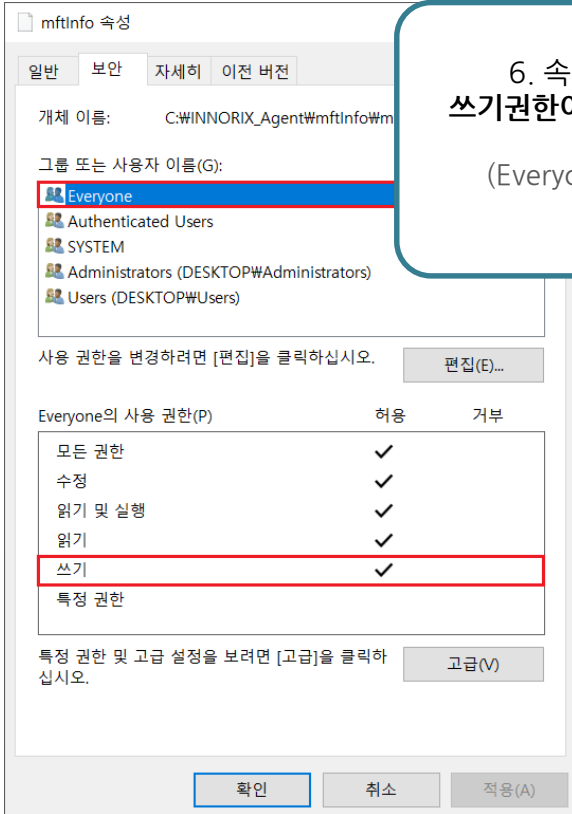 mftInfo 속성
6. 속
쓰기권한이
(Everyo
일반 보안 자세히 이전 버전
개체 이름: C:₩INNORIX_Agent₩mftInfo₩m
그룹 또는 사용자 이름(G):
Everyone
Authenticated Users
SYSTEM
Administrators (DESKTOP₩Administrators)
Users (DESKTOP₩Users)
사용 권한을 변경하려면 [편집]을 클릭하십시오.
편집(E)...
Everyone의 사용 권한(P) 허용 거부
모든 권한 ✓
수정 ✓
읽기 및 실행 ✓
읽기 ✓
쓰기 ✓
특정 권한
특정 권한 및 고급 설정을 보려면 [고급]을 클릭하
십시오.
고급(V)
확인 취소 적용(A)